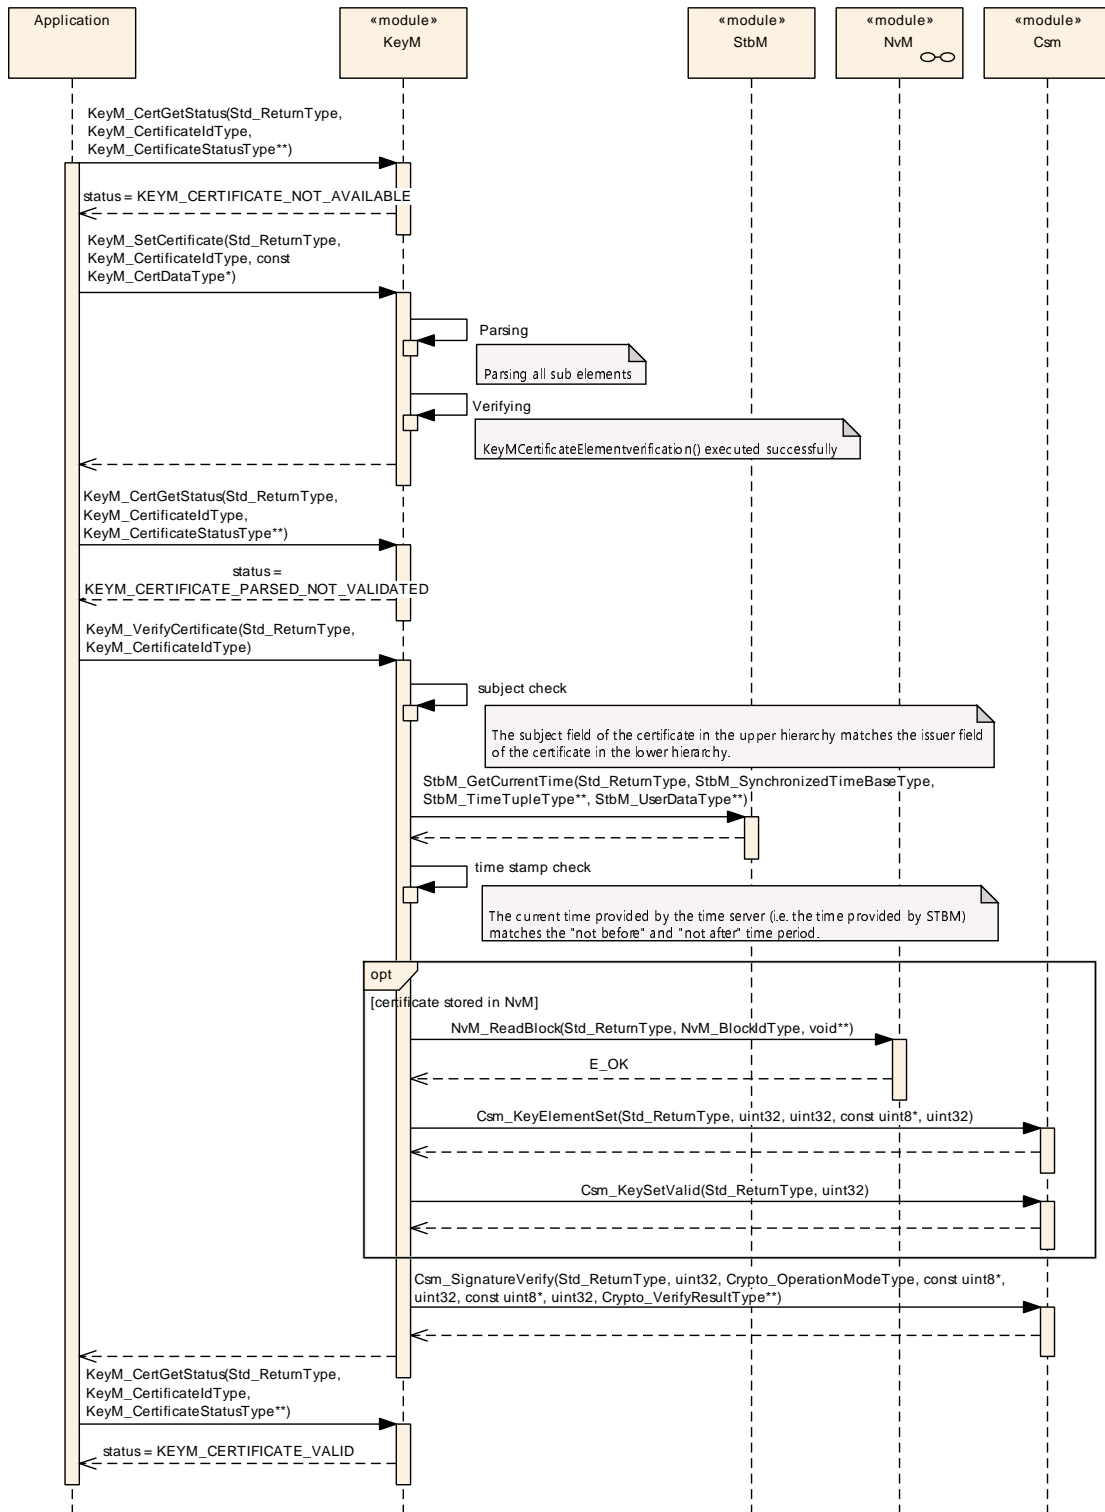 Application
«module»
KeyM
«module»
StbM
«module»
NvM
«module»
Csm
KeyM_CertGetStatus(Std_ReturnType,
KeyM_CertificateIdType,
KeyM_CertificateStatusType**)
status = KEYM_CERTIFICATE_NOT_AVAILABLE
KeyM_SetCertificate(Std_ReturnType,
KeyM_CertificateIdType, const
KeyM_CertDataType*)
Parsing
Parsing all sub elements
Verifying
KeyMCertificateElementverification() executed successfully
KeyM_CertGetStatus(Std_ReturnType,
KeyM_CertificateIdType,
KeyM_CertificateStatusType**)
status =
KEYM_CERTIFICATE_PARSED_NOT_VALIDATED
KeyM_VerifyCertificate(Std_ReturnType,
KeyM_CertificateIdType)
subject check
The subject field of the certificate in the upper hierarchy matches the issuer field
of the certificate in the lower hierarchy.
StbM_GetCurrentTime(Std_ReturnType, StbM_SynchronizedTimeBaseType,
StbM_TimeTupleType**, StbM_UserDataType**)
time stamp check
The current time provided by the time server (i.e. the time provided by STBM)
matches the "not before" and "not after" time period.
opt
[certificate stored in NvM]
NvM_ReadBlock(Std_ReturnType, NvM_BlockIdType, void**)
E_OK
Csm_KeyElementSet(Std_ReturnType, uint32, uint32, const uint8*, uint32)
Csm_KeySetValid(Std_ReturnType, uint32)
Csm_SignatureVerify(Std_ReturnType, uint32, Crypto_OperationModeType, const uint8*,
uint32, const uint8*, uint32, Crypto_VerifyResultType**)
KeyM_CertGetStatus(Std_ReturnType,
KeyM_CertificateIdType,
KeyM_CertificateStatusType**)
status = KEYM_CERTIFICATE_VALID